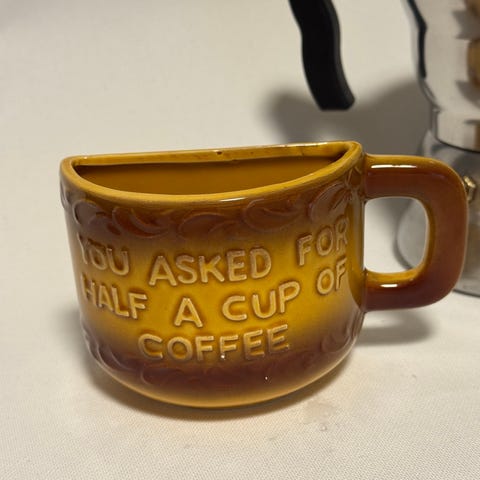 YOU ASKED FOR
HALF A CUP OF
COFFEE